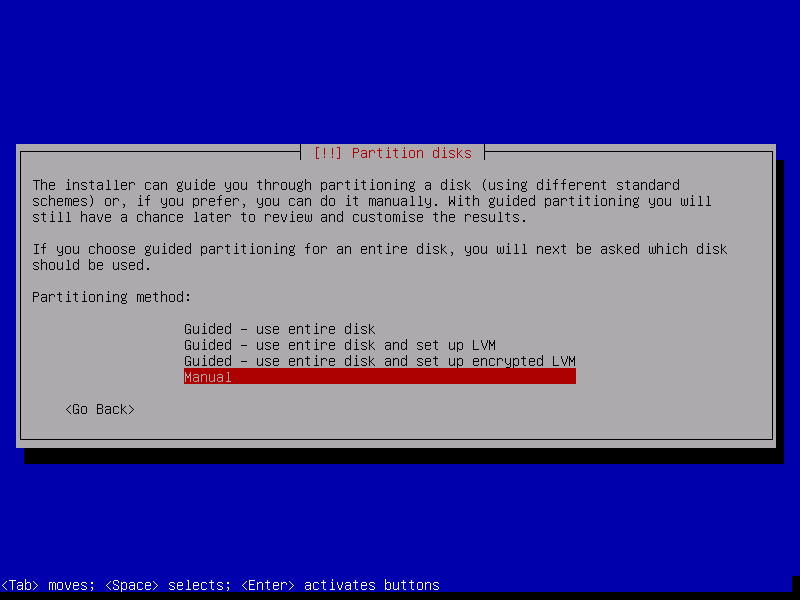 [!!] Partition disks
The installer can guide you through partitioning a disk (using different standard
schemes) or, if you prefer, you can do it manually. With guided partitioning you will
still have a chance later to review and customise the results.
If you choose guided partitioning for an entire disk, you will next be asked which disk
should be used.
Partitioning method:
Guided – use entire disk
Guided – use entire disk and set up LVM
Guided – use entire disk and set up encrypted LVM
Manual
<Go Back>
<Tab> moves; <Space> selects; <Enter> activates buttons